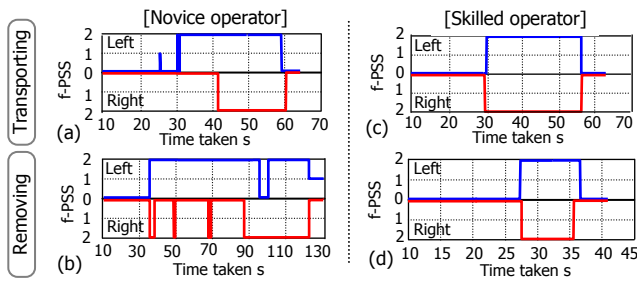 [Novice operator]
[Skilled operator]
Transporting
f-PSS
2
1
0
1
2
Left
Right
10 20 30 40 50 60 70
Time taken s
(a)
f-PSS
2
1
0
1
2
Left
Right
10 20 30 40 50 60 70
Time taken s
(c)
Removing
f-PSS
2
1
0
1
2
Left
Right
10 30 50 70 90 110 130
Time taken s
(b)
f-PSS
2
1
0
1
2
Left
Right
10 15 20 25 30 35 40 45
Time taken s
(d)